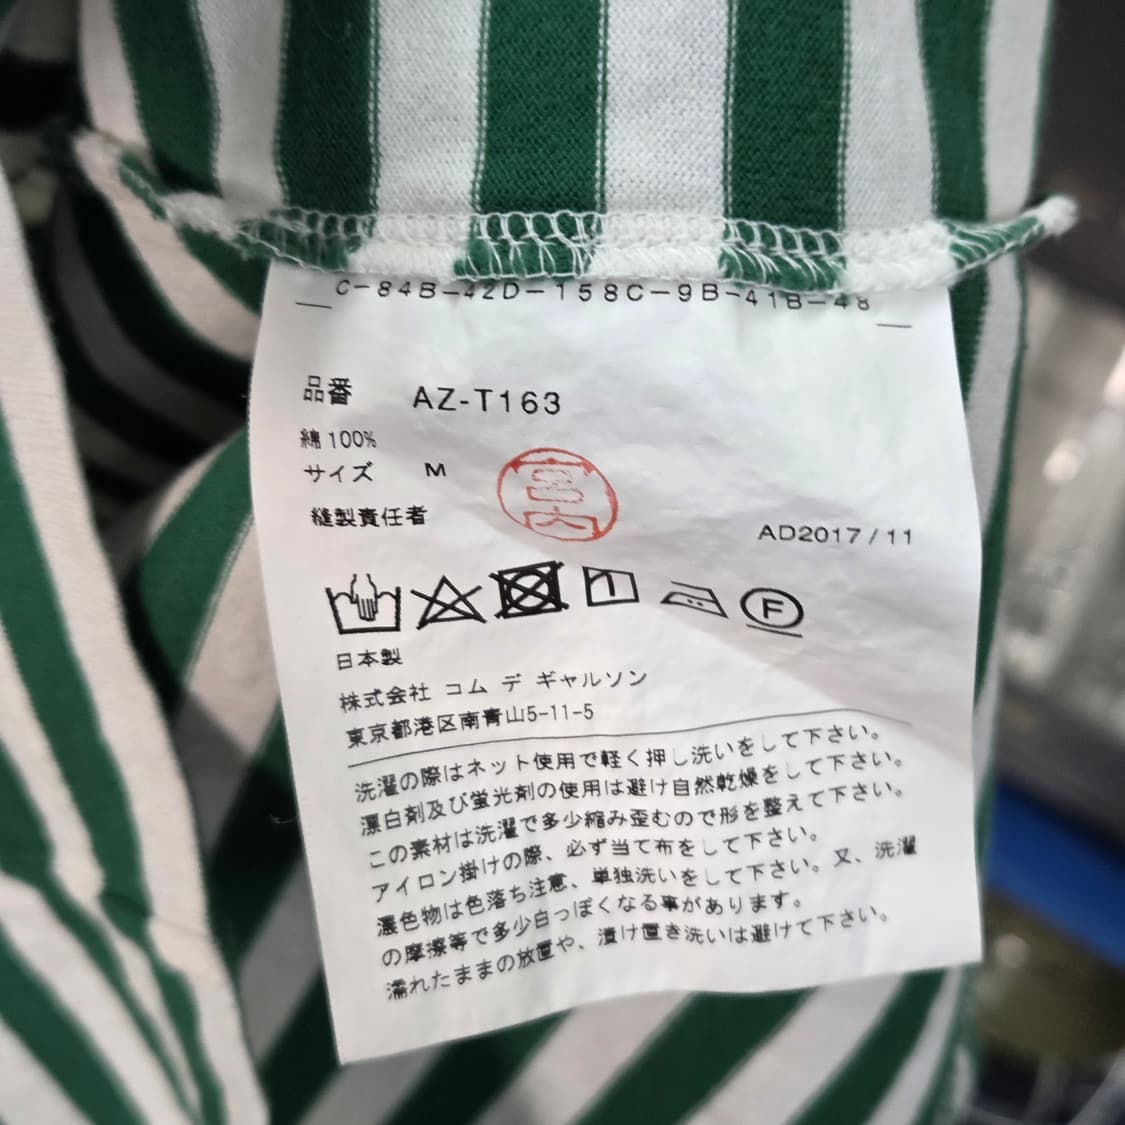 C-84B-42D-158C-9B-41B-48
品番 AZ-T163
綿100%
サイズ M
縫製責任者
宮内
AD2017/11
F
日本製
株式会社 コム デ ギャルソン
東京都港区南青山5-11-5
洗濯の際はネット使用で軽く押し洗いをして下さい。
漂白剤及び蛍光剤の使用は避け自然乾燥をして下さい。
この素材は洗濯で多少縮み歪むので形を整えて下さい。
アイロン掛けの際、必ず当て布をして下さい。
濃色物は色落ち注意、単独洗いをして下さい。又、洗濯
の摩擦等で多少白っぽくなる事があります。
濡れたままの放置や、漬け置き洗いは避けて下さい。